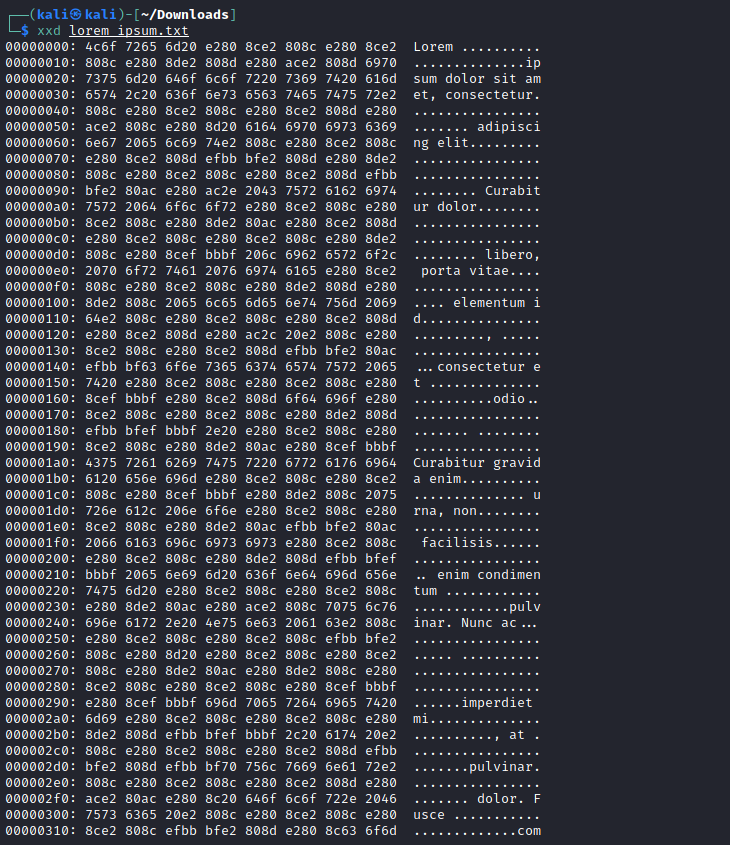 ┌──(kali㉿kali)-[~/Downloads]
└─$ xxd lorem_ipsum.txt
00000000: 4c6f 7265 6d20 e280 8ce2 808c e280 8ce2  Lorem ..........
00000010: 808c e280 8de2 808d e280 ace2 808d 6970  ..............ip
00000020: 7375 6d20 646f 6c6f 7220 7369 7420 616d  sum dolor sit am
00000030: 6574 2c20 636f 6e73 6563 7465 7475 72e2  et, consectetur.
00000040: 808c e280 8ce2 808c e280 8ce2 808d e280  ................
00000050: ace2 808c e280 8d20 6164 6970 6973 6369  ....... adipisci
00000060: 6e67 2065 6c69 74e2 808c e280 8ce2 808c  ng elit.........
00000070: e280 8ce2 808d efbb bfe2 808d e280 8de2  ................
00000080: 808c e280 8ce2 808c e280 8ce2 808d efbb  ................
00000090: bfe2 80ac e280 ac2e 2043 7572 6162 6974  ........ Curabit
000000a0: 7572 2064 6f6c 6f72 e280 8ce2 808c e280  ur dolor........
000000b0: 8ce2 808c e280 8de2 80ac e280 8ce2 808d  ................
000000c0: e280 8ce2 808c e280 8ce2 808c e280 8de2  ................
000000d0: 808c e280 8cef bbbf 206c 6962 6572 6f2c  ........ libero,
000000e0: 2070 6f72 7461 2076 6974 6165 e280 8ce2   porta vitae....
000000f0: 808c e280 8ce2 808c e280 8de2 808d e280  ................
00000100: 8de2 808c 2065 6c65 6d65 6e74 756d 2069  .... elementum i
00000110: 64e2 808c e280 8ce2 808c e280 8ce2 808d  d...............
00000120: e280 8ce2 808d e280 ac2c 20e2 808c e280  ........., .....
00000130: 8ce2 808c e280 8ce2 808d efbb bfe2 80ac  ................
00000140: efbb bf63 6f6e 7365 6374 6574 7572 2065  ...consectetur e
00000150: 7420 e280 8ce2 808c e280 8ce2 808c e280  t ..............
00000160: 8cef bbbf e280 8ce2 808d 6f64 696f e280  ..........odio..
00000170: 8ce2 808c e280 8ce2 808c e280 8de2 808d  ................
00000180: efbb bfef bbbf 2e20 e280 8ce2 808c e280  ....... ........
00000190: 8ce2 808c e280 8de2 80ac e280 8cef bbbf  ................
000001a0: 4375 7261 6269 7475 7220 6772 6176 6964  Curabitur gravid
000001b0: 6120 656e 696d e280 8ce2 808c e280 8ce2  a enim..........
000001c0: 808c e280 8cef bbbf e280 8de2 808c 2075  .............. u
000001d0: 726e 612c 206e 6f6e e280 8ce2 808c e280  rna, non........
000001e0: 8ce2 808c e280 8de2 80ac efbb bfe2 80ac  ................
000001f0: 2066 6163 696c 6973 6973 e280 8ce2 808c   facilisis......
00000200: e280 8ce2 808c e280 8de2 808d efbb bfef  ................
00000210: bbbf 2065 6e69 6d20 636f 6e64 696d 656e  .. enim condimen
00000220: 7475 6d20 e280 8ce2 808c e280 8ce2 808c  tum ............
00000230: e280 8de2 80ac e280 ace2 808c 7075 6c76  ............pulv
00000240: 696e 6172 2e20 4e75 6e63 2061 63e2 808c  inar. Nunc ac...
00000250: e280 8ce2 808c e280 8ce2 808c efbb bfe2  ................
00000260: 808c e280 8d20 e280 8ce2 808c e280 8ce2  ..... ..........
00000270: 808c e280 8de2 80ac e280 8de2 808c e280  ................
00000280: 8ce2 808c e280 8ce2 808c e280 8cef bbbf  ................
00000290: e280 8cef bbbf 696d 7065 7264 6965 7420  ......imperdiet
000002a0: 6d69 e280 8ce2 808c e280 8ce2 808c e280  mi..............
000002b0: 8de2 808d efbb bfef bbbf 2c20 6174 20e2  .........., at .
000002c0: 808c e280 8ce2 808c e280 8ce2 808d efbb  ................
000002d0: bfe2 808d efbb bf70 756c 7669 6e61 72e2  .......pulvinar.
000002e0: 808c e280 8ce2 808c e280 8ce2 808d e280  ................
000002f0: ace2 80ac e280 8c20 646f 6c6f 722e 2046  ....... dolor. F
00000300: 7573 6365 20e2 808c e280 8ce2 808c e280  usce ...........
00000310: 8ce2 808c efbb bfe2 808d e280 8c63 6f6d  .............com